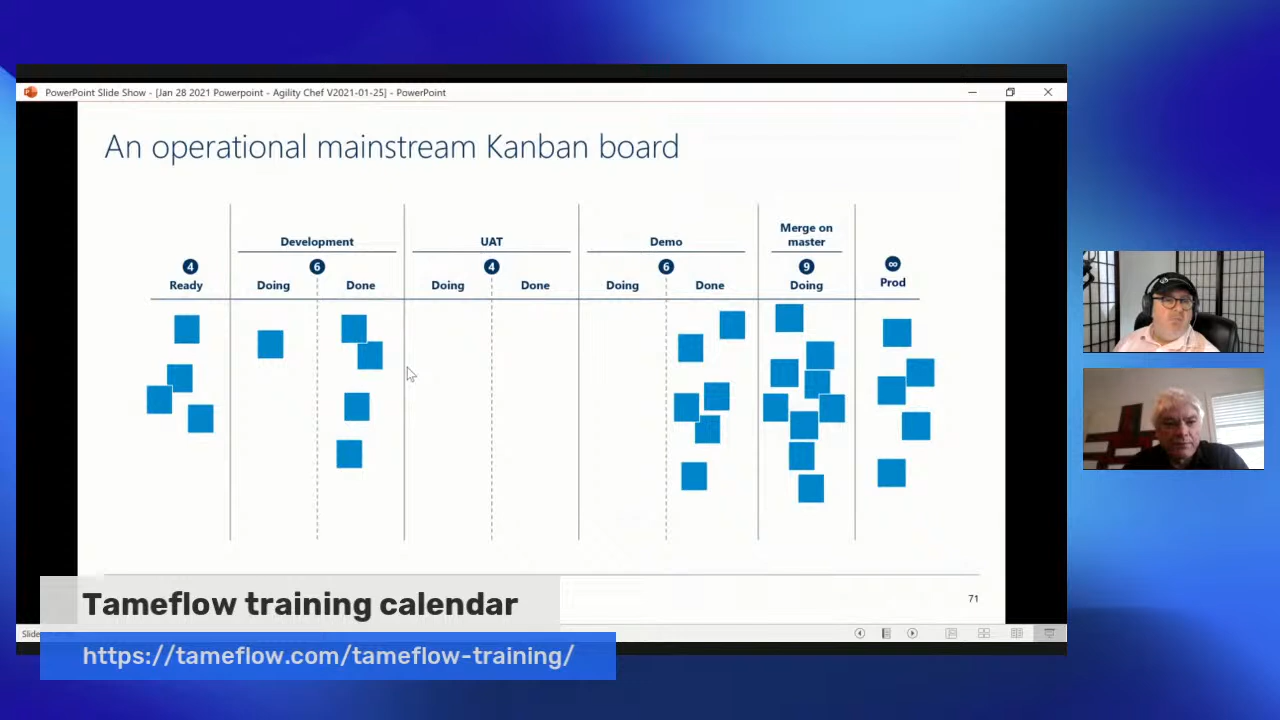 PowerPoint Slide Show - [Jan 28 2021 Powerpoint - Agility Chef V2021-01-25] - PowerPoint
An operational mainstream Kanban board
Development
UAT
Demo
Merge on
master
4
6
4
6
9
∞
Ready
Doing
Done
Doing
Done
Doing
Done
Doing
Prod
71
Slide
Tameflow training calendar
https://tameflow.com/tameflow-training/